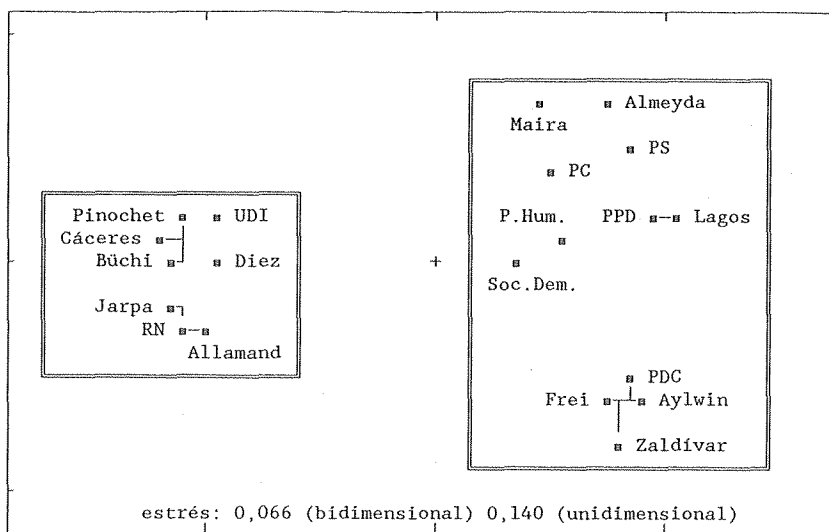 Maira Almeyda
PS
PC
Pinochet UDI P.Hum. PPD Lagos
Cáceres
Büchi Diez
Soc.Dem.
Jarpa
RN
Allamand
PDC
Frei Aylwin
Zaldívar
estrés: 0,066 (bidimensional) 0,140 (unidimensional)